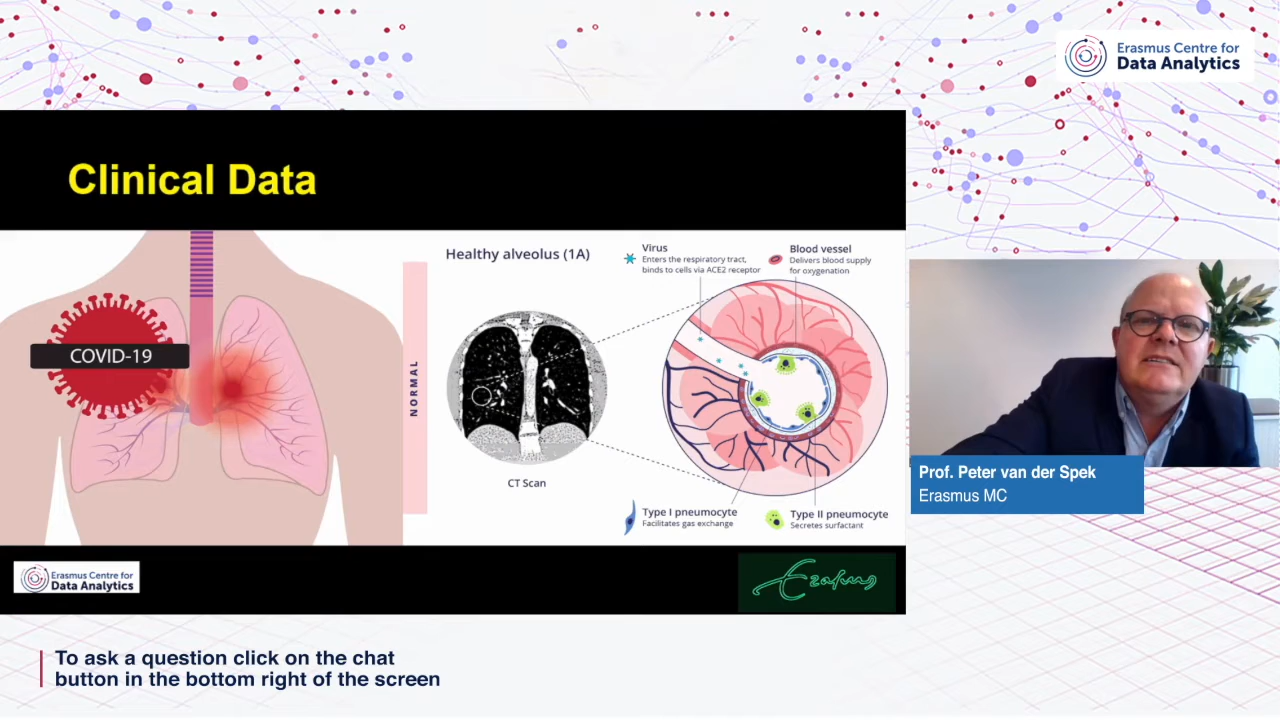 Erasmus Centre for
Data Analytics
Clinical Data
COVID-19
NORMAL
Healthy alveolus (1A)
CT Scan
Virus
Enters the respiratory tract,
binds to cells via ACE2 receptor
Blood vessel
Delivers blood supply
for oxygenation
Type I pneumocyte
Facilitates gas exchange
Type II pneumocyte
Secretes surfactant
Prof. Peter van der Spek
Erasmus MC
Erasmus Centre for
Data Analytics
Erasmus
To ask a question click on the chat
button in the bottom right of the screen